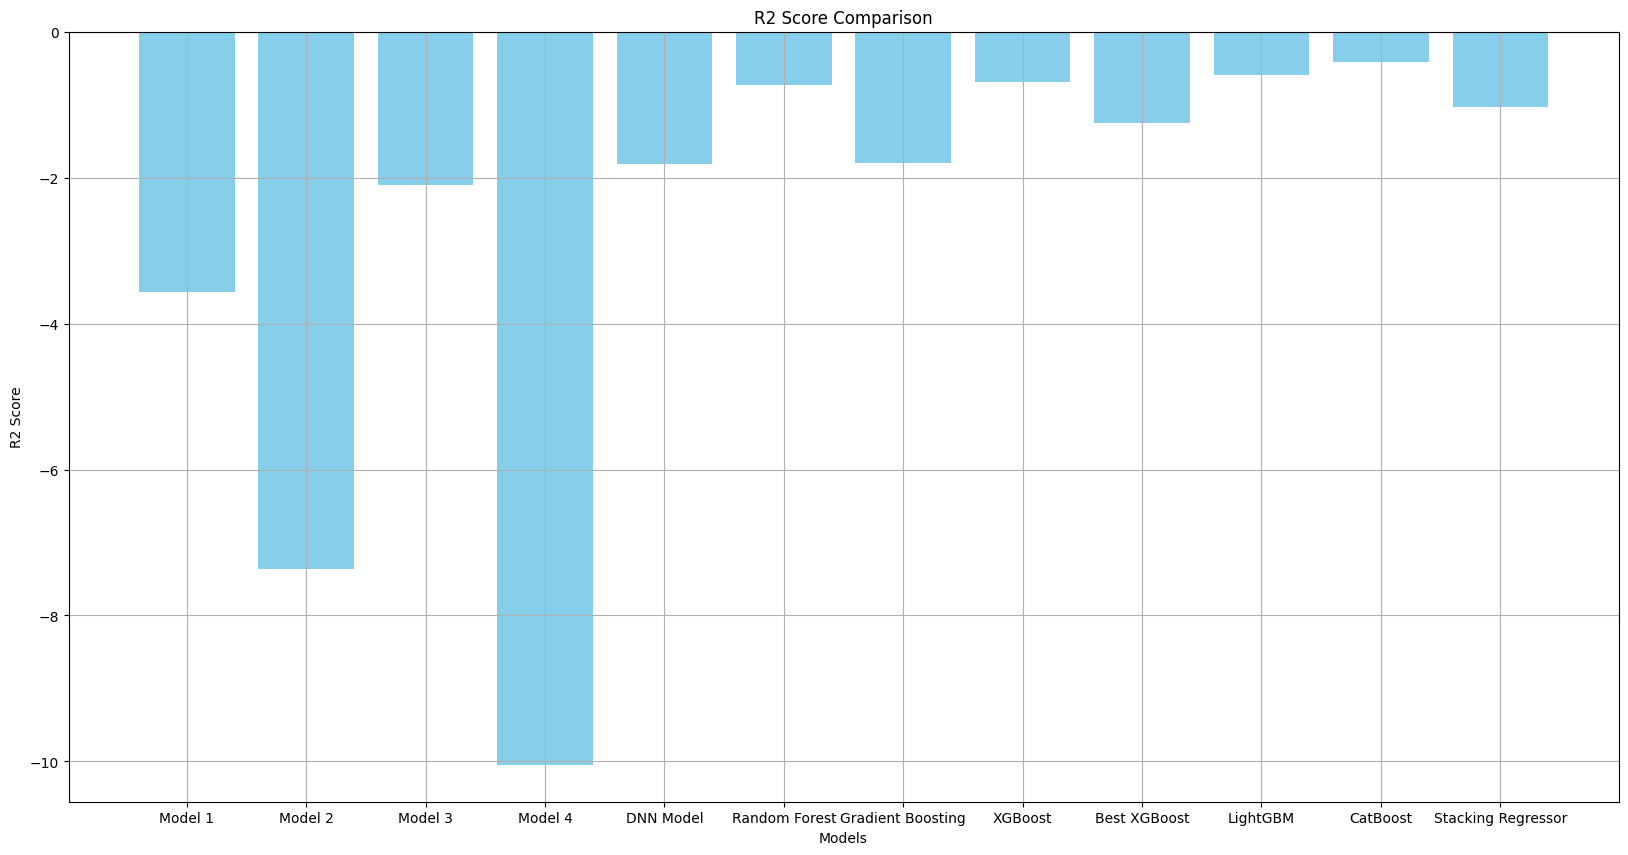 R2 Score Comparison
R2 Score
0
−2
−4
−6
−8
−10
Model 1 Model 2 Model 3 Model 4 DNN Model Random Forest Gradient Boosting XGBoost Best XGBoost LightGBM CatBoost Stacking Regressor
Models